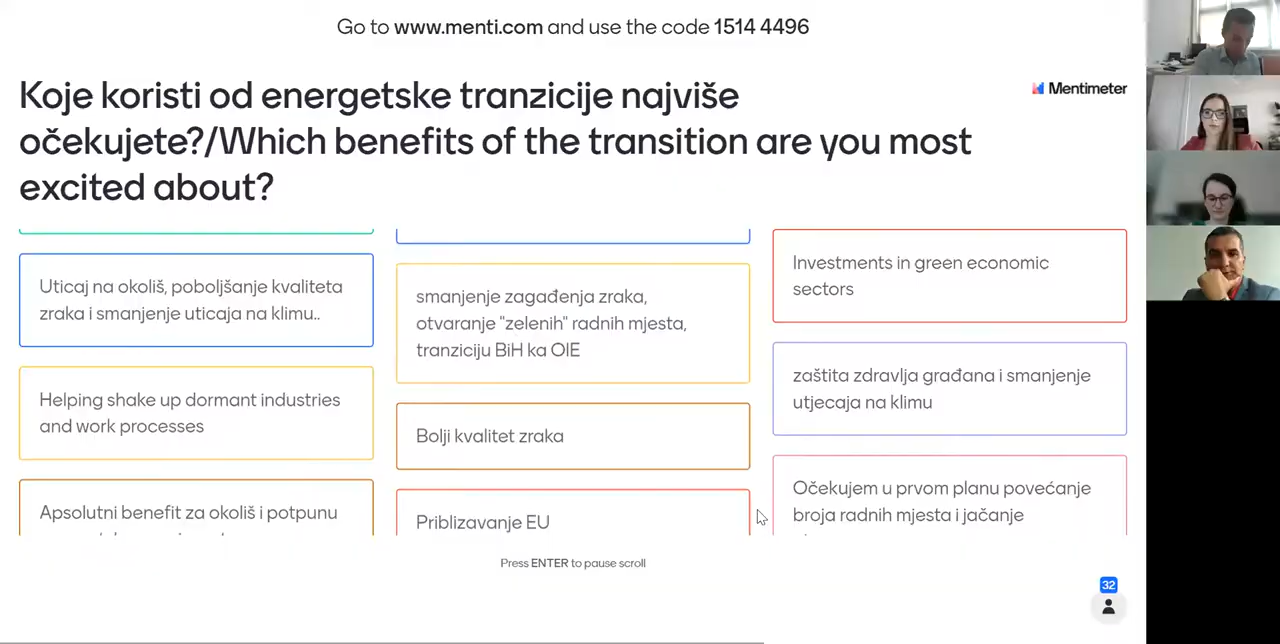 Go to www.menti.com and use the code 1514 4496
Koje koristi od energetske tranzicije najviše
očekujete?/Which benefits of the transition are you most
excited about?
Mentimeter
Uticaj na okoliš, poboljšanje kvaliteta
zraka i smanjenje uticaja na klimu..
Helping shake up dormant industries
and work processes
Apsolutni benefit za okoliš i potpunu
smanjenje zagađenja zraka,
otvaranje "zelenih" radnih mjesta,
tranziciju BiH ka OIE
Bolji kvalitet zraka
Priblizavanje EU
Investments in green economic
sectors
zaštita zdravlja građana i smanjenje
utjecaja na klimu
Očekujem u prvom planu povećanje
broja radnih mjesta i jačanje
Press ENTER to pause scroll
32